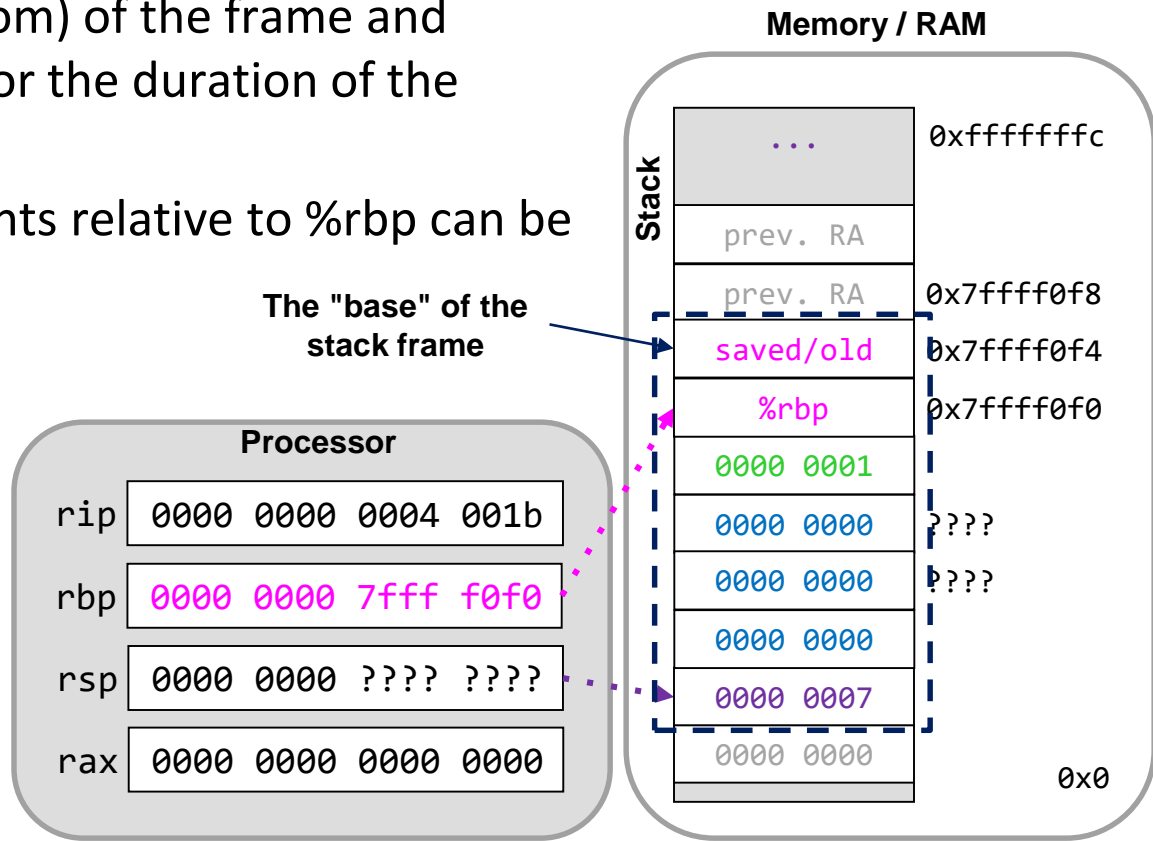 om) of the frame and
or the duration of the
nts relative to %rbp can be
The "base" of the
stack frame
Processor
rip 0000 0000 0004 001b
rbp 0000 0000 7fff f0f0
rsp 0000 0000 ???? ????
rax 0000 0000 0000 0000
Memory / RAM
Stack
... 0xfffffffc
prev. RA
prev. RA 0x7ffff0f8
saved/old 0x7ffff0f4
%rbp 0x7ffff0f0
0000 0001
0000 0000 ????
0000 0000 ????
0000 0000
0000 0007
0000 0000
0x0